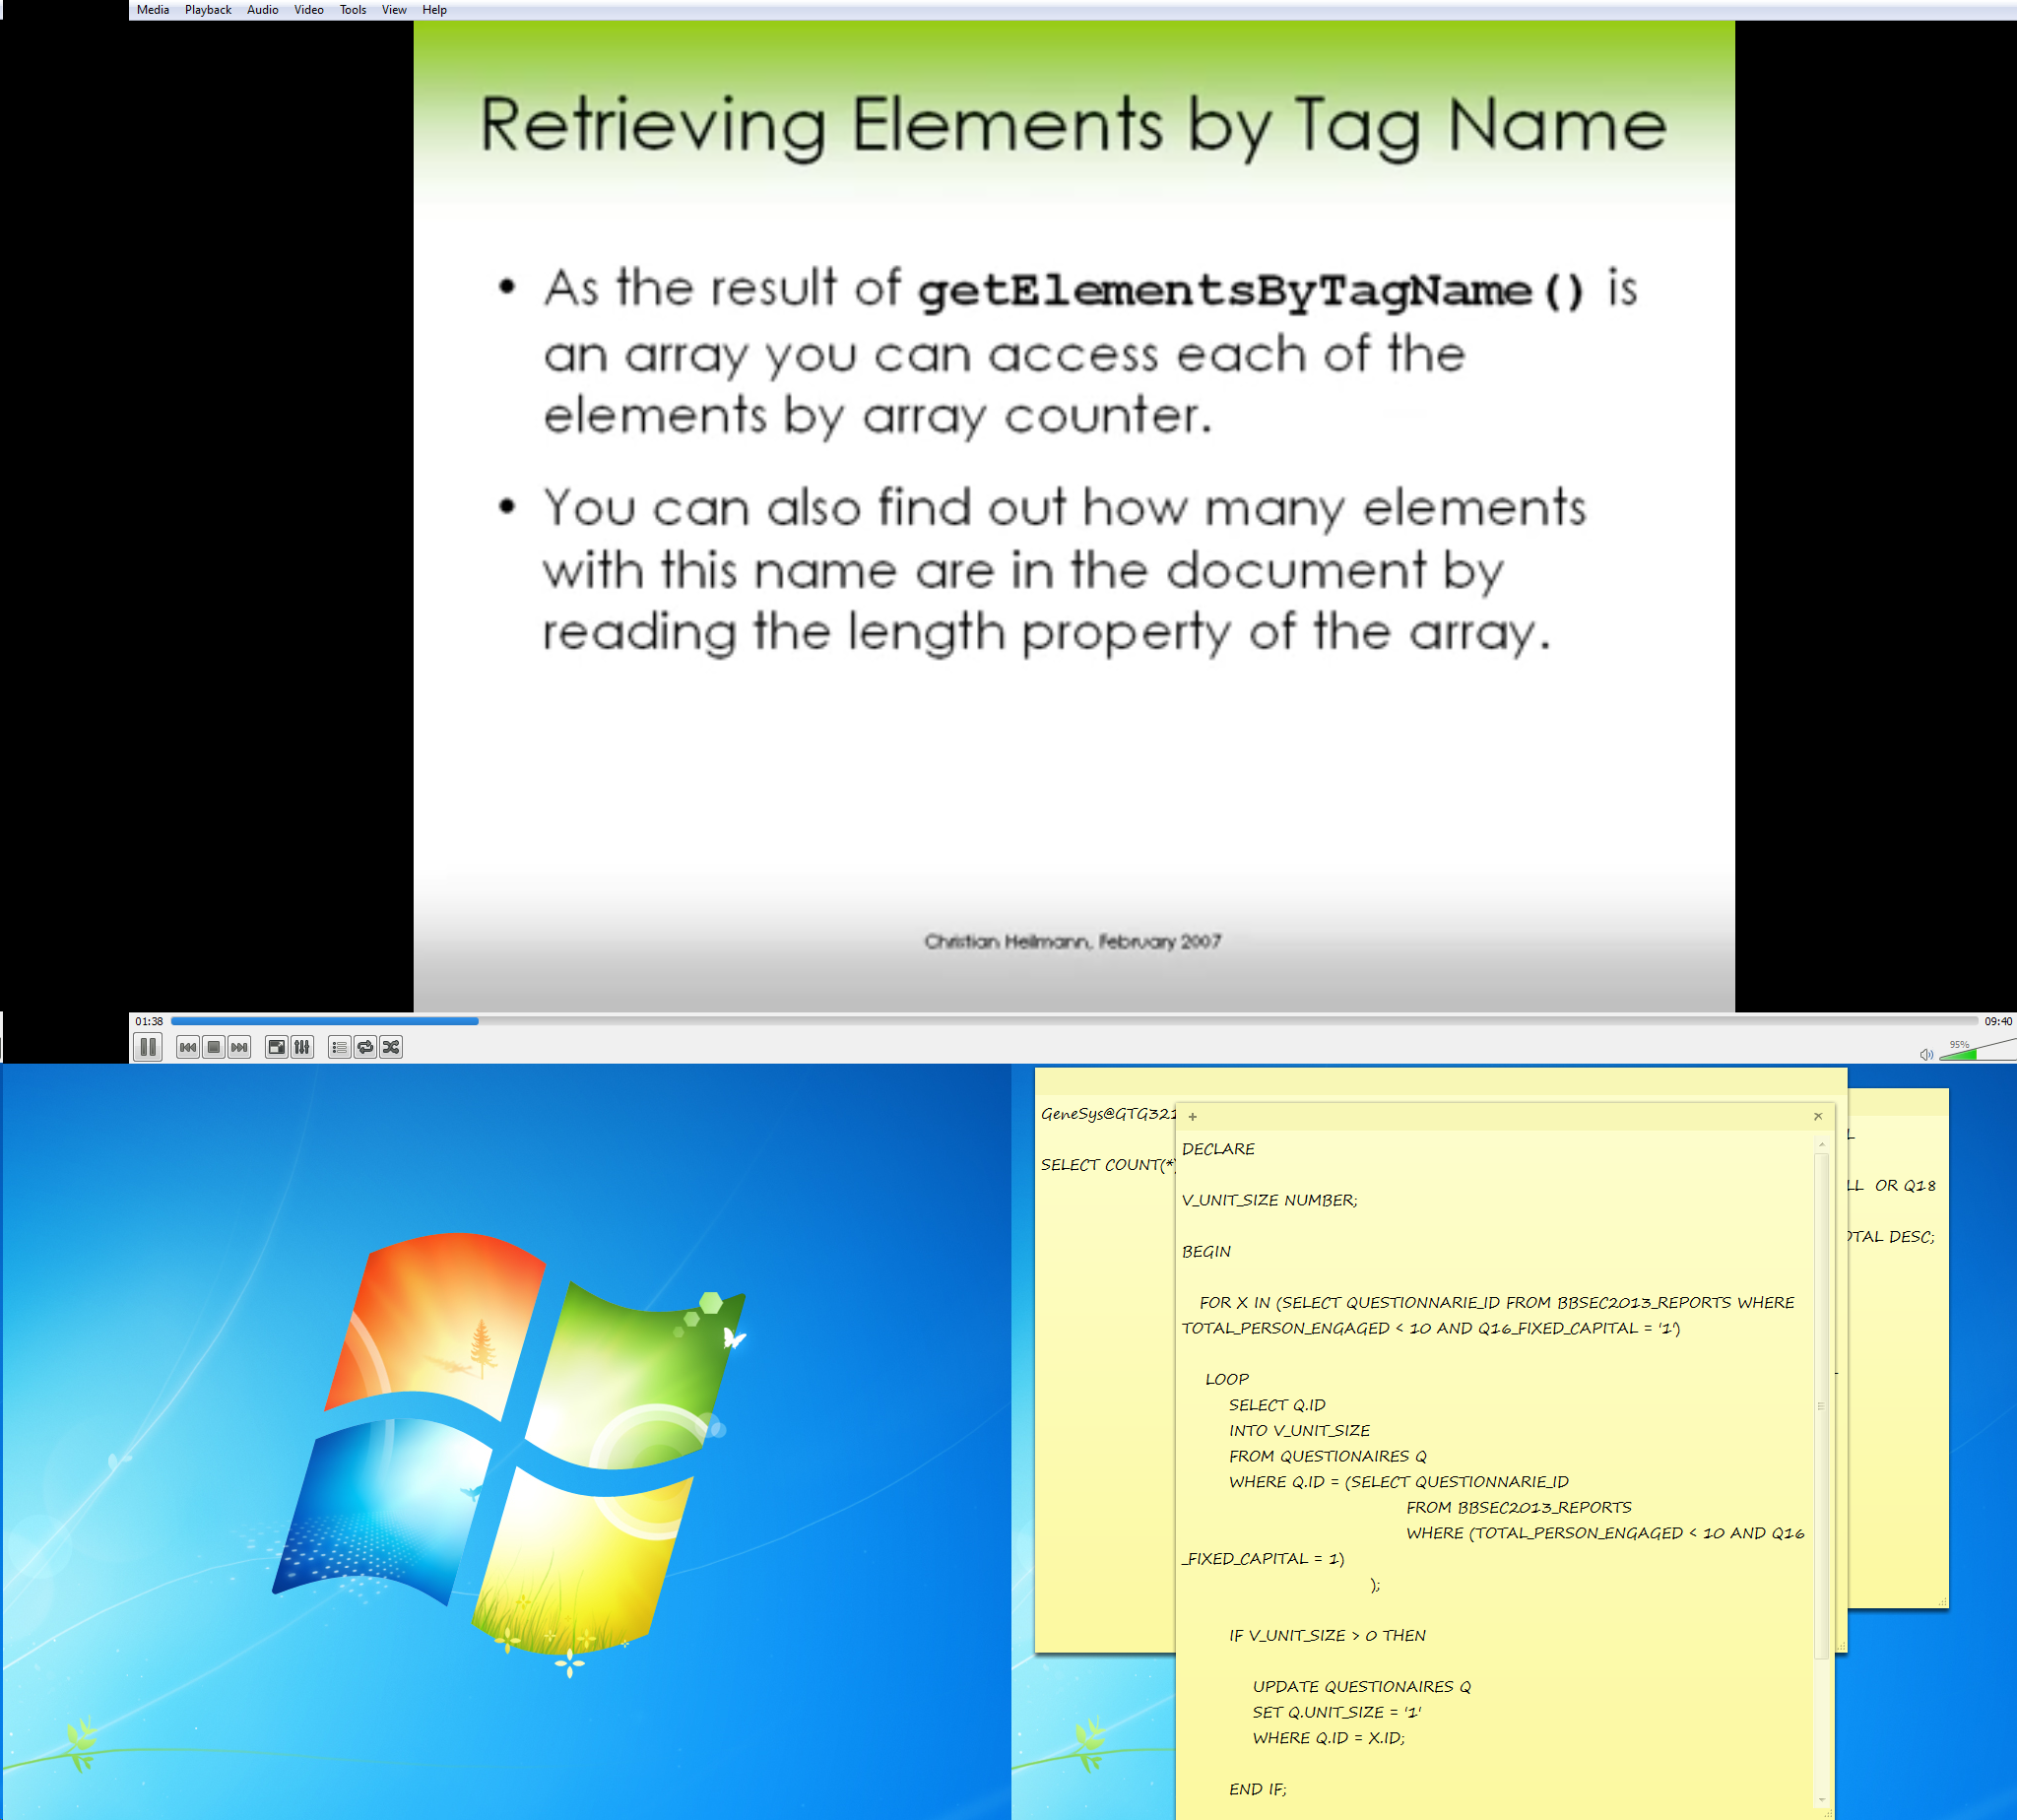 Media Playback Audio Video Tools View Help
Retrieving Elements by Tag Name
• As the result of getElementsByTagName() is
an array you can access each of the
elements by array counter.
• You can also find out how many elements
with this name are in the document by
reading the length property of the array.
Christian Heilmann, February 2007
01:38
09:40
95%
GeneSys@GTG321
SELECT COUNT(*)
DECLARE
V_UNIT_SIZE NUMBER;
BEGIN
FOR X IN (SELECT QUESTIONNARIE_ID FROM BBSEC2013_REPORTS WHERE
TOTAL_PERSON_ENGAGED < 10 AND Q16_FIXED_CAPITAL = '1')
LOOP
SELECT Q.ID
INTO V_UNIT_SIZE
FROM QUESTIONAIRES Q
WHERE Q.ID = (SELECT QUESTIONNARIE_ID
FROM BBSEC2013_REPORTS
WHERE (TOTAL_PERSON_ENGAGED < 10 AND Q16
_FIXED_CAPITAL = 1)
);
IF V_UNIT_SIZE > 0 THEN
UPDATE QUESTIONAIRES Q
SET Q.UNIT_SIZE = '1'
WHERE Q.ID = X.ID;
END IF;
L
LL OR Q18
OTAL DESC;